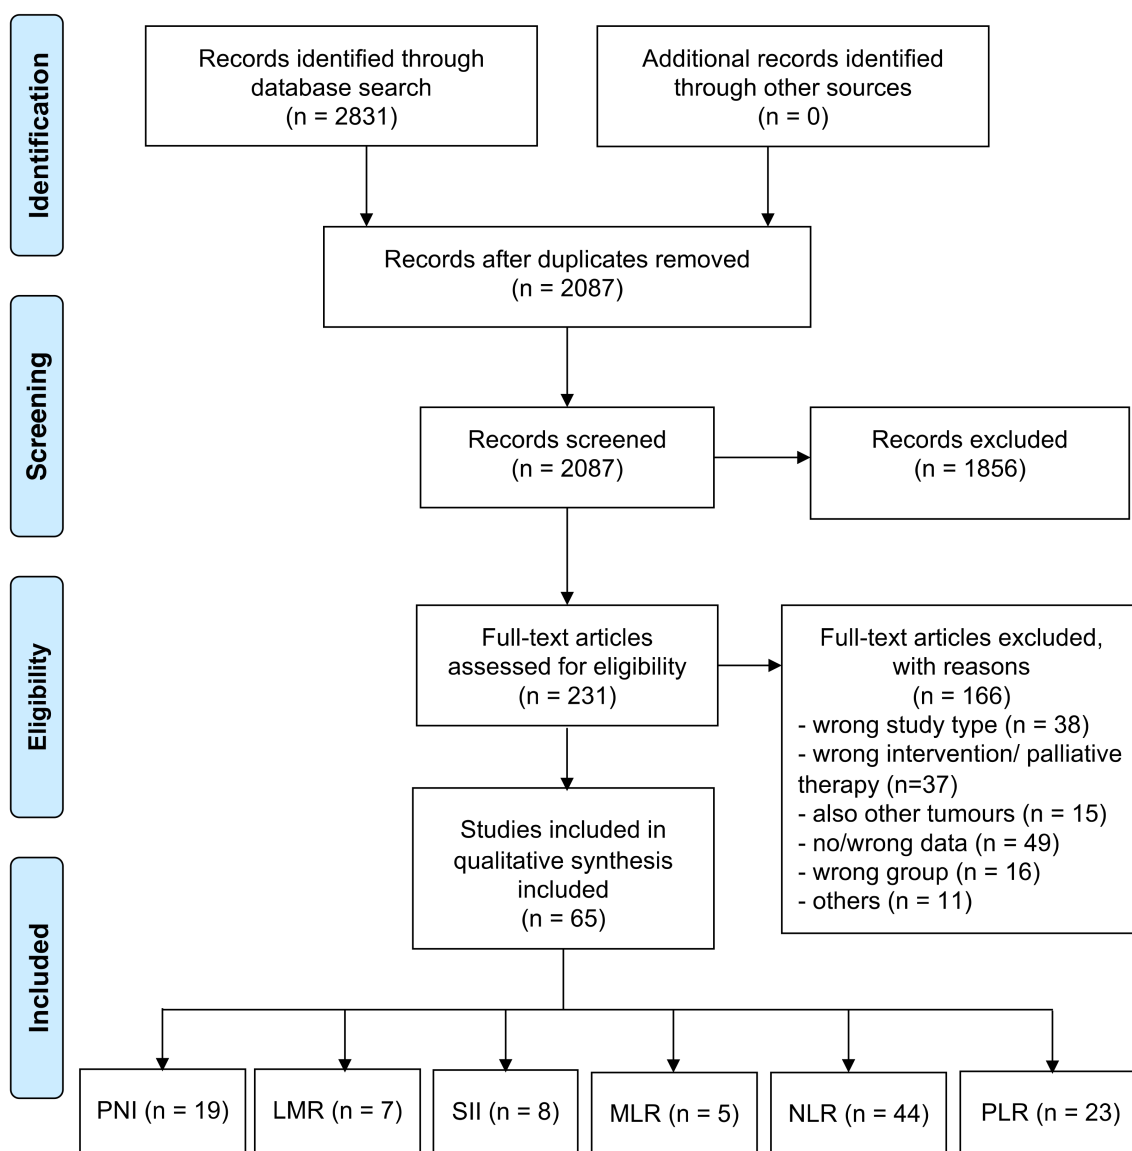 Identification
Records identified through
database search
(n = 2831)
Additional records identified
through other sources
(n = 0)
Records after duplicates removed
(n = 2087)
Screening
Records screened
(n = 2087)
Records excluded
(n = 1856)
Eligibility
Full-text articles
assessed for eligibility
(n = 231)
Full-text articles excluded,
with reasons
(n = 166)
- wrong study type (n = 38)
- wrong intervention/ palliative
therapy (n=37)
- also other tumours (n = 15)
- no/wrong data (n = 49)
- wrong group (n = 16)
- others (n = 11)
Included
Studies included in
qualitative synthesis
included
(n = 65)
PNI (n = 19)
LMR (n = 7)
SII (n = 8)
MLR (n = 5)
NLR (n = 44)
PLR (n = 23)